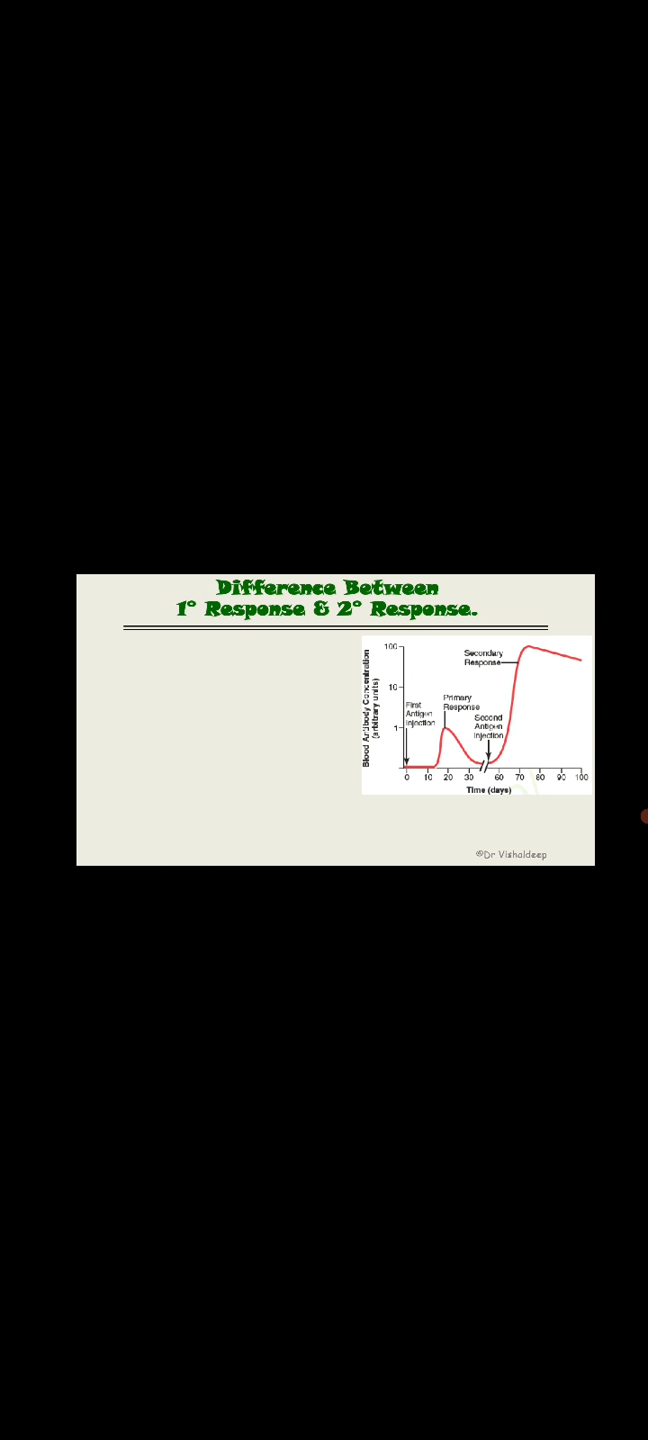 Difference Between
1° Response & 2° Response.
Blood Antibody Concentration
(arbitrary units)
100
10
1
First
Antigen
Injection
Primary
Response
Secondary
Response
Second
Antigen
Injection
0 10 20 30 60 70 80 90 100
Time (days)
©Dr Vishaldeep